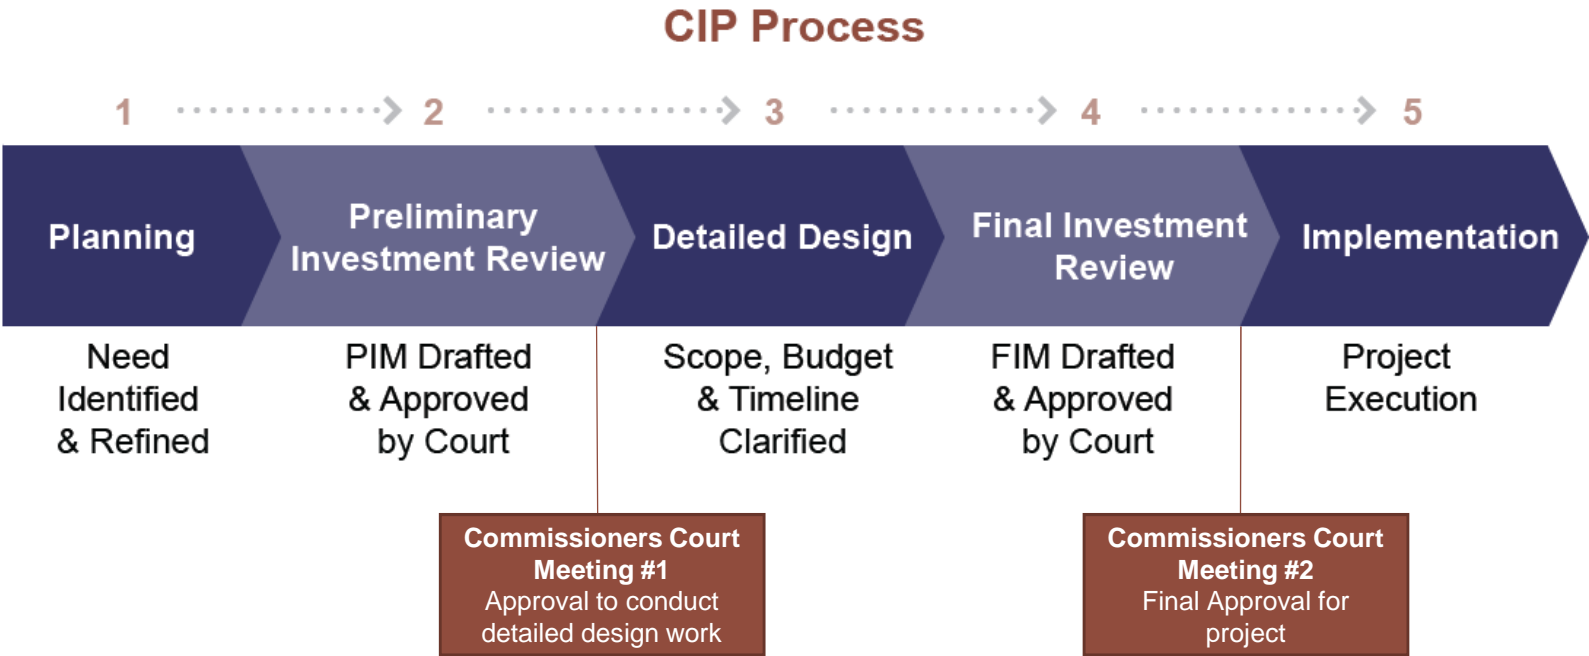 CIP Process
1
2
3
4
5
Planning
Preliminary
Investment Review
Detailed Design
Final Investment
Review
Implementation
Need
Identified
& Refined
PIM Drafted
& Approved
by Court
Scope, Budget
& Timeline
Clarified
FIM Drafted
& Approved
by Court
Project
Execution
Commissioners Court
Meeting #1
Approval to conduct
detailed design work
Commissioners Court
Meeting #2
Final Approval for
project